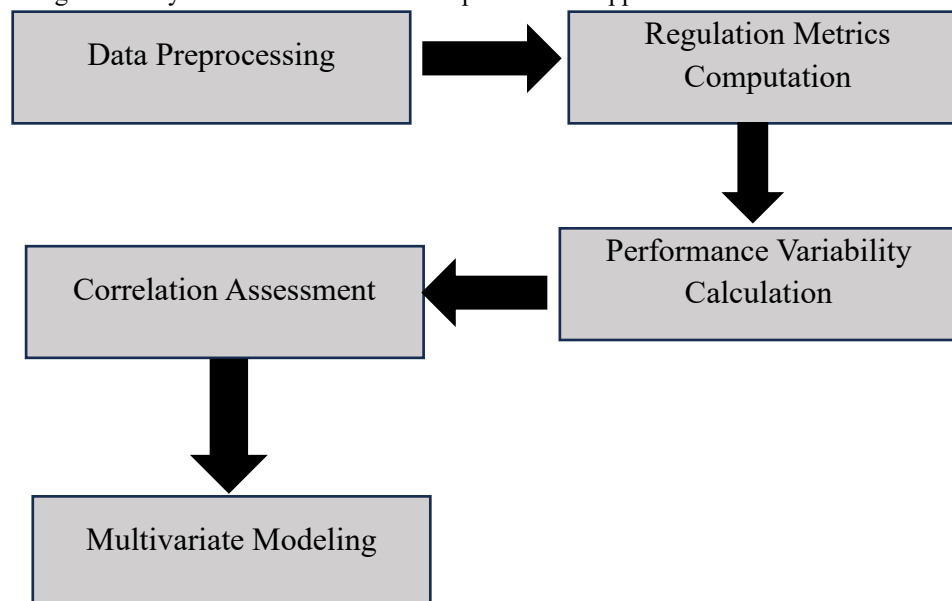 Data Preprocessing
Regulation Metrics
Computation
Performance Variability
Calculation
Correlation Assessment
Multivariate Modeling